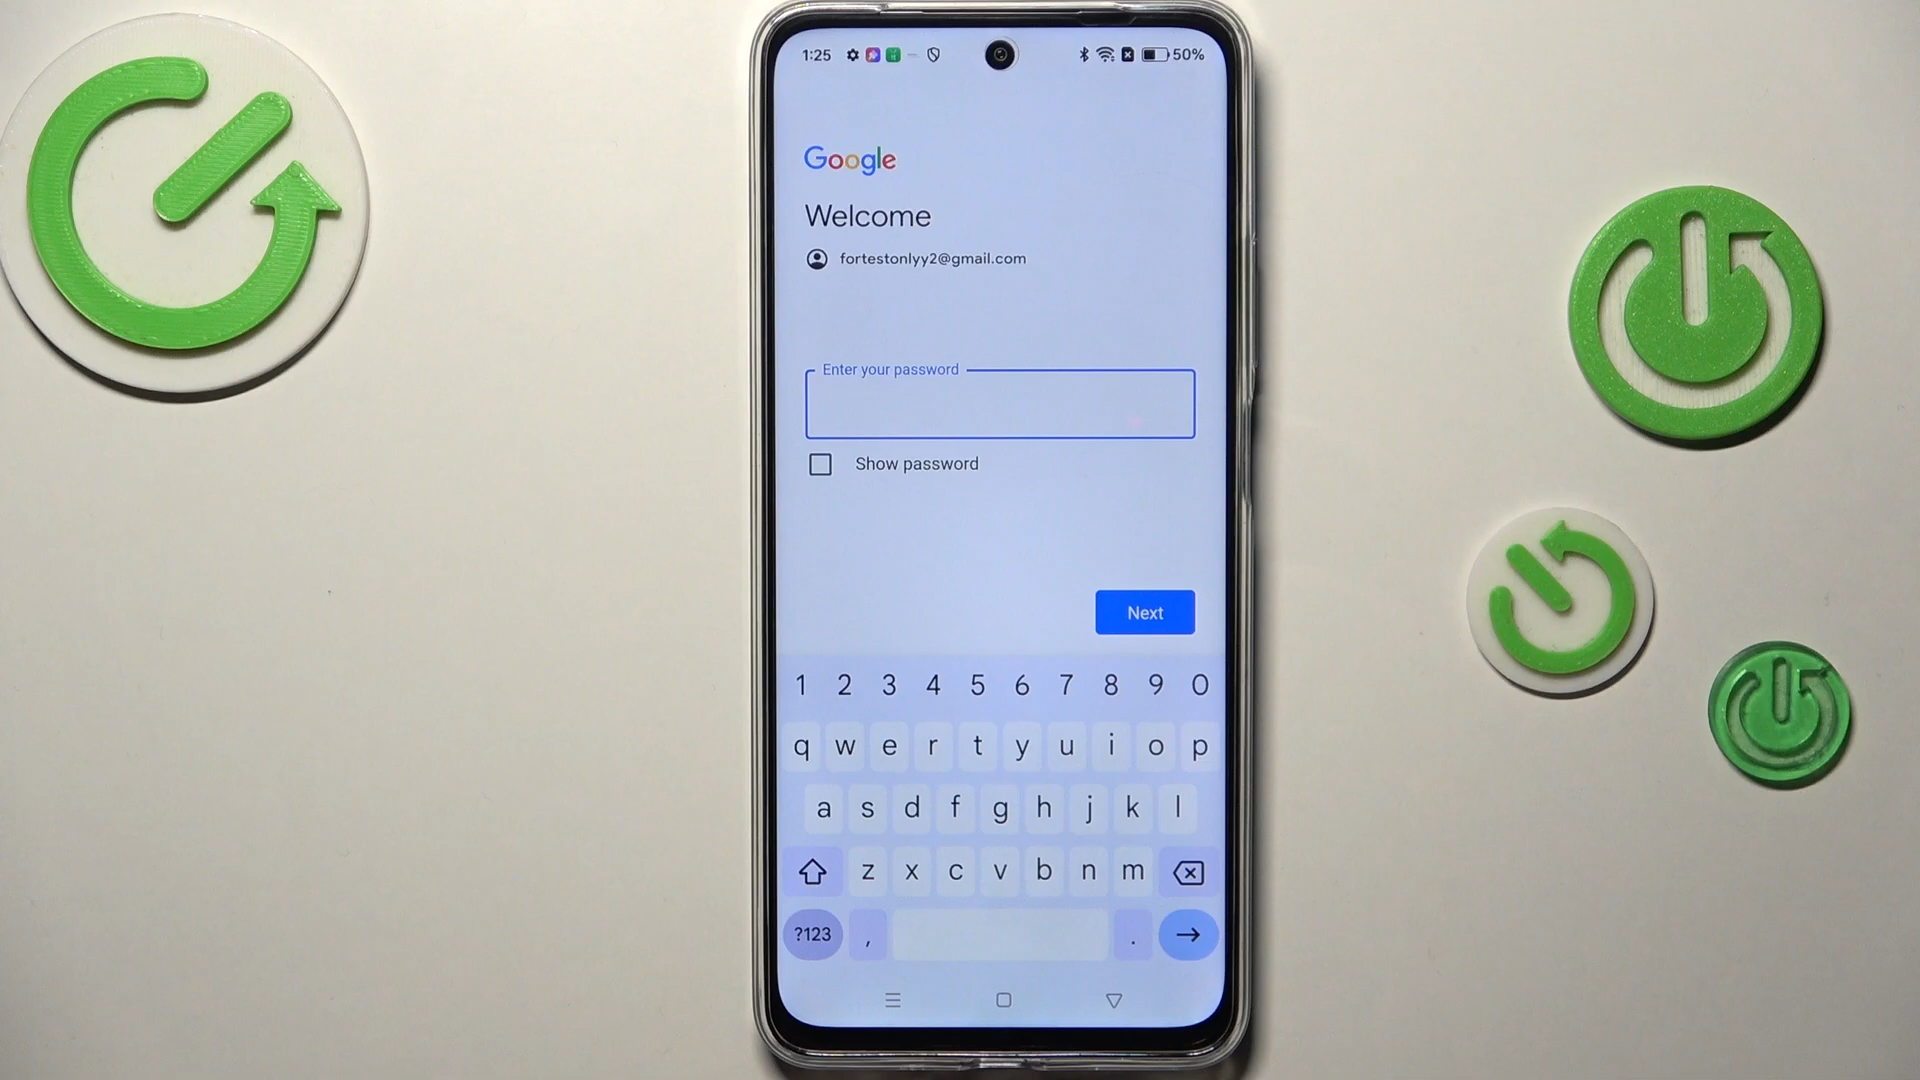 1:25
50%
Google
Welcome
fortestonlyy2@gmail.com
Enter your password
Show password
Next
1 2 3 4 5 6 7 8 9 0
q w e r t y u i o p
a s d f g h j k l
z x c v b n m
?123 , .